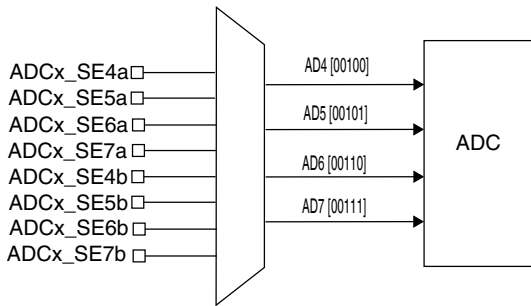 ADCx_SE4a
ADCx_SE5a
ADCx_SE6a
ADCx_SE7a
ADCx_SE4b
ADCx_SE5b
ADCx_SE6b
ADCx_SE7b
AD4 [00100]
AD5 [00101]
AD6 [00110]
AD7 [00111]
ADC